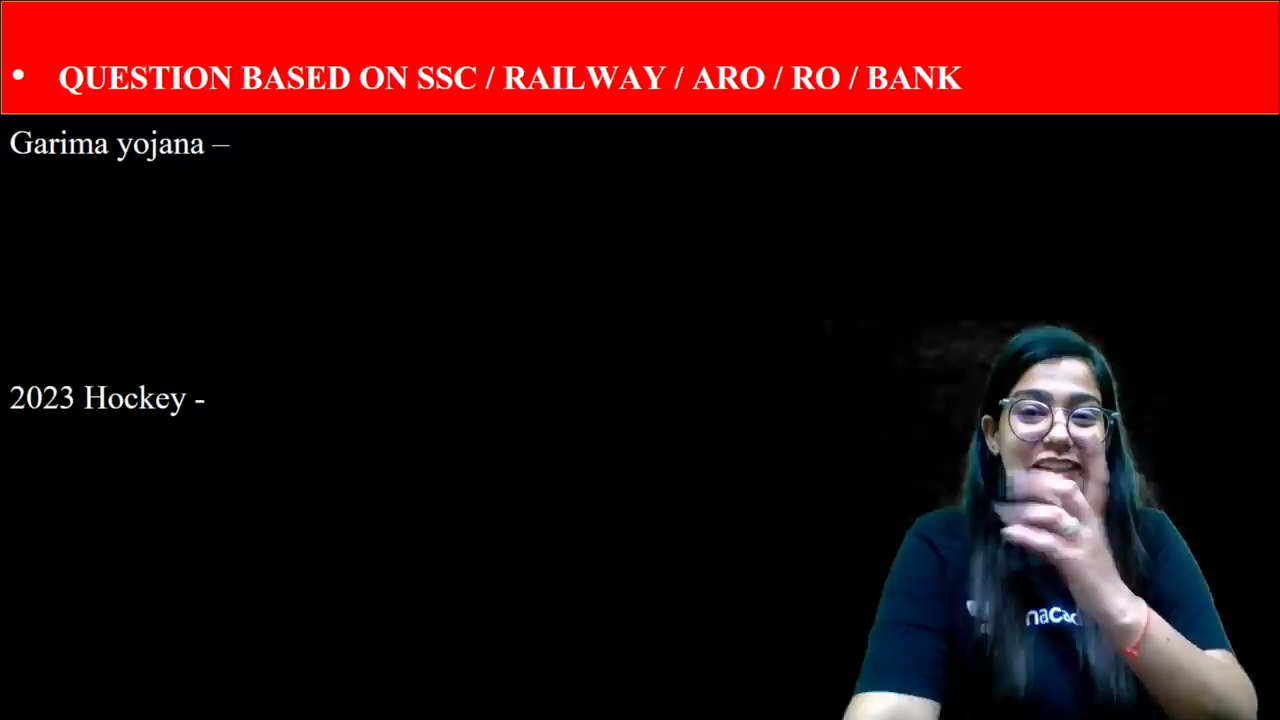 • QUESTION BASED ON SSC / RAILWAY / ARO / RO / BANK
Garima yojana –
2023 Hockey -